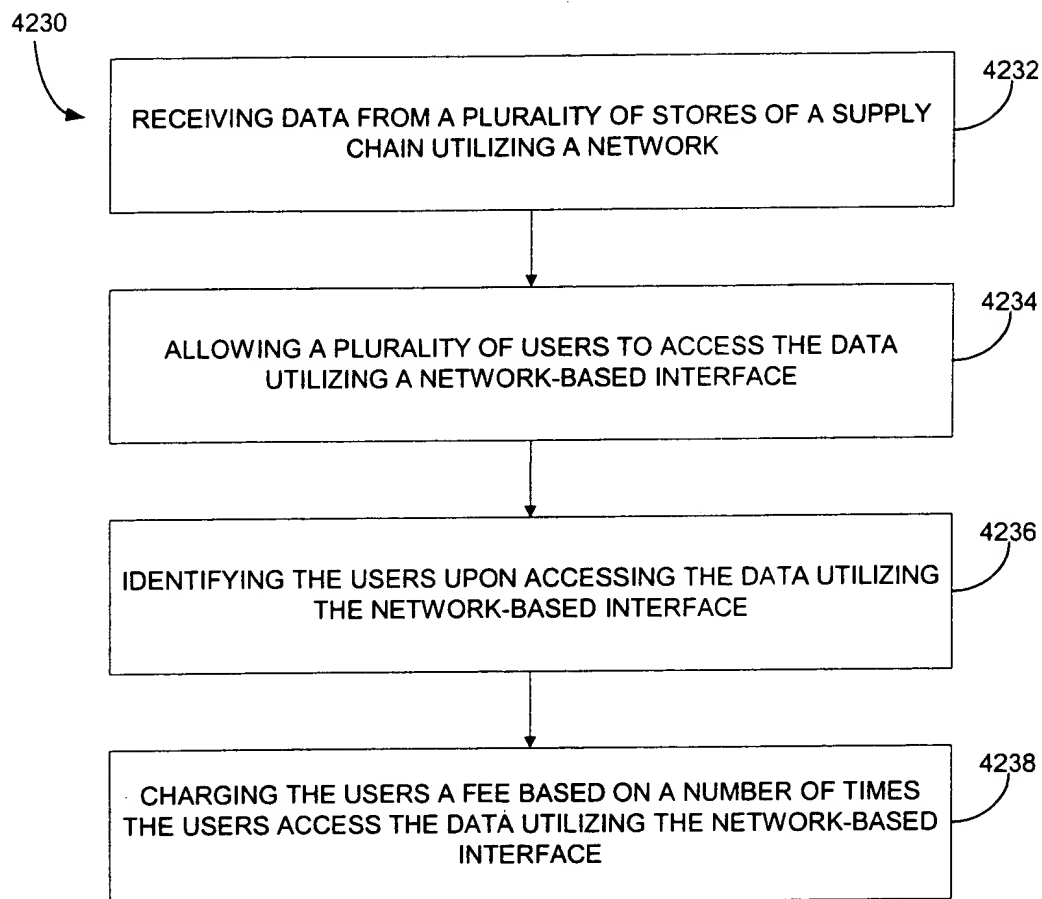 4230
4232
RECEIVING DATA FROM A PLURALITY OF STORES OF A SUPPLY
CHAIN UTILIZING A NETWORK
4234
ALLOWING A PLURALITY OF USERS TO ACCESS THE DATA
UTILIZING A NETWORK-BASED INTERFACE
4236
IDENTIFYING THE USERS UPON ACCESSING THE DATA UTILIZING
THE NETWORK-BASED INTERFACE
4238
CHARGING THE USERS A FEE BASED ON A NUMBER OF TIMES
THE USERS ACCESS THE DATA UTILIZING THE NETWORK-BASED
INTERFACE